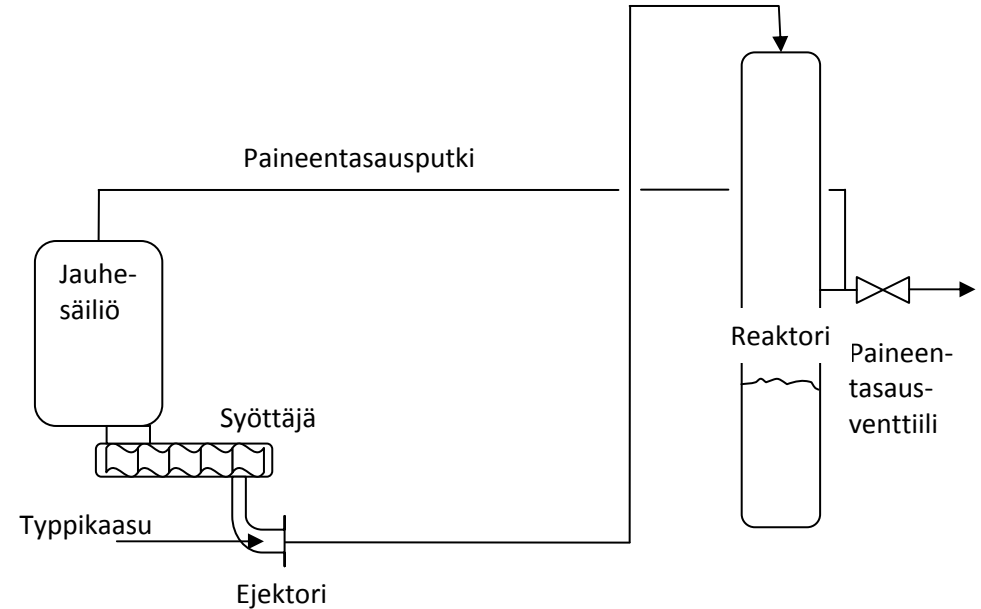 Paineentasausputki
Jauhe-
säiliö
Reaktori
Paineen-
tasaus-
venttiili
Syöttäjä
Typpikaasu
Ejektori